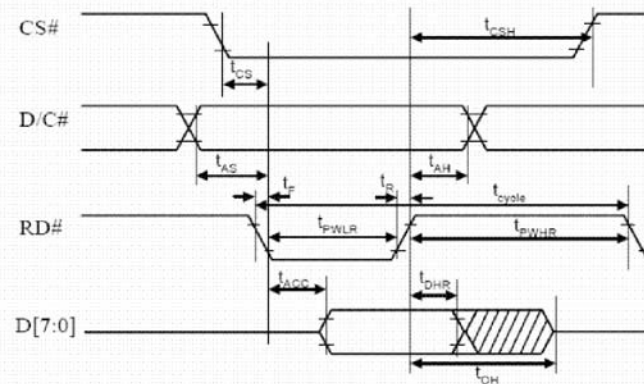 CS#
tCSH
tCS
D/C#
tAS
tAH
tF
tR
tcycle
RD#
tPWLR
tPWHR
tACC
tDHR
D[7:0]
tOH